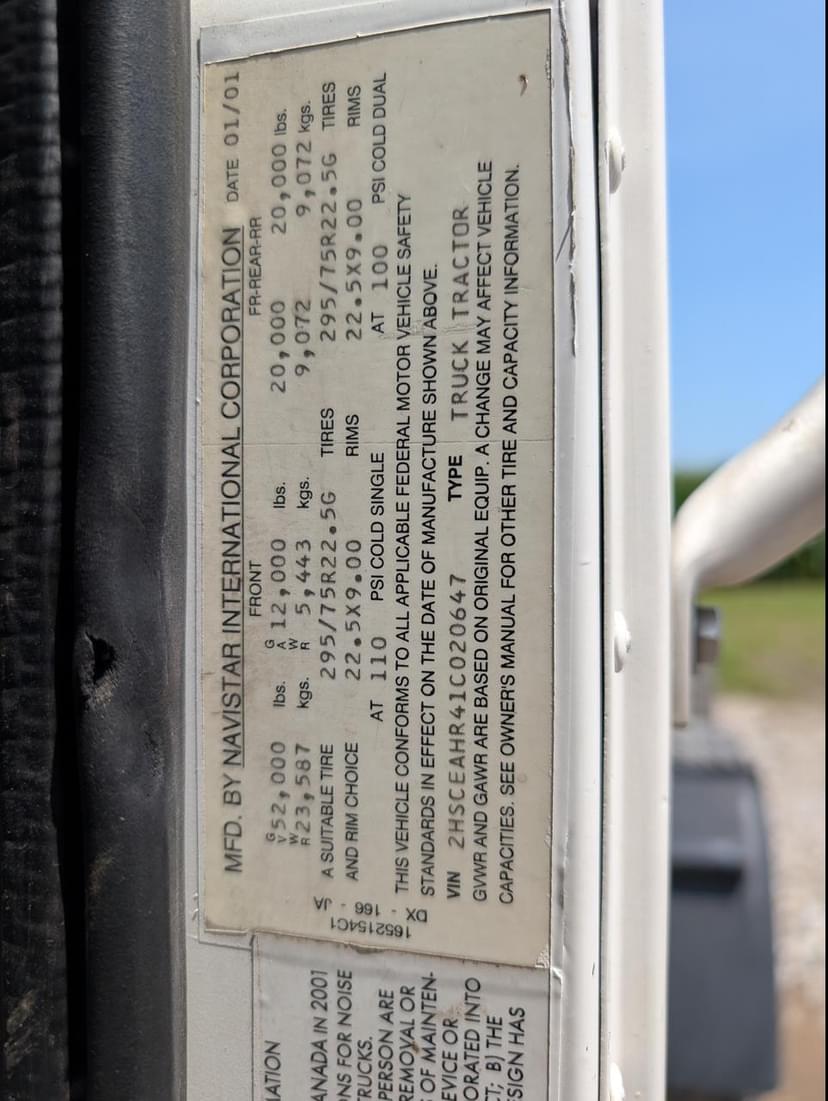 MFD. BY NAVISTAR INTERNATIONAL CORPORATION DATE 01/01
FRONT FR-REAR-RR
GVWR 52,000 lbs. GAWR 12,000 lbs. 20,000 20,000 lbs.
23,587 kgs. 5,443 kgs. 9,072 9,072 kgs.
A SUITABLE TIRE 295/75R22.5G TIRES 295/75R22.5G TIRES
AND RIM CHOICE 22.5X9.00 RIMS 22.5X9.00 RIMS
AT 110 PSI COLD SINGLE AT 100 PSI COLD DUAL
THIS VEHICLE CONFORMS TO ALL APPLICABLE FEDERAL MOTOR VEHICLE SAFETY
STANDARDS IN EFFECT ON THE DATE OF MANUFACTURE SHOWN ABOVE.
VIN 2HSCEAHR41C020647 TYPE TRUCK TRACTOR
GVWR AND GAWR ARE BASED ON ORIGINAL EQUIP. A CHANGE MAY AFFECT VEHICLE
CAPACITIES. SEE OWNER'S MANUAL FOR OTHER TIRE AND CAPACITY INFORMATION.
1652154C1
DX - 166 - JA
MATION
ANADA IN 2001
ONS FOR NOISE
TRUCKS.
PERSON ARE
REMOVAL OR
OF MAINTEN-
EVICE OR
ORATED INTO
CT; B) THE
SIGN HAS